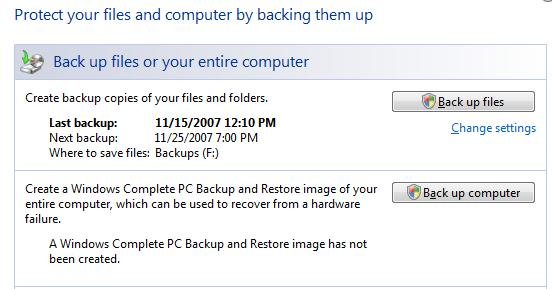 Protect your files and computer by backing them up
Back up files or your entire computer
Create backup copies of your files and folders.
Back up files
Last backup: 11/15/2007 12:10 PM
Change settings
Next backup: 11/25/2007 7:00 PM
Where to save files: Backups (F:)
Create a Windows Complete PC Backup and Restore image of your
Back up computer
entire computer, which can be used to recover from a hardware
failure.
A Windows Complete PC Backup and Restore image has not
been created.